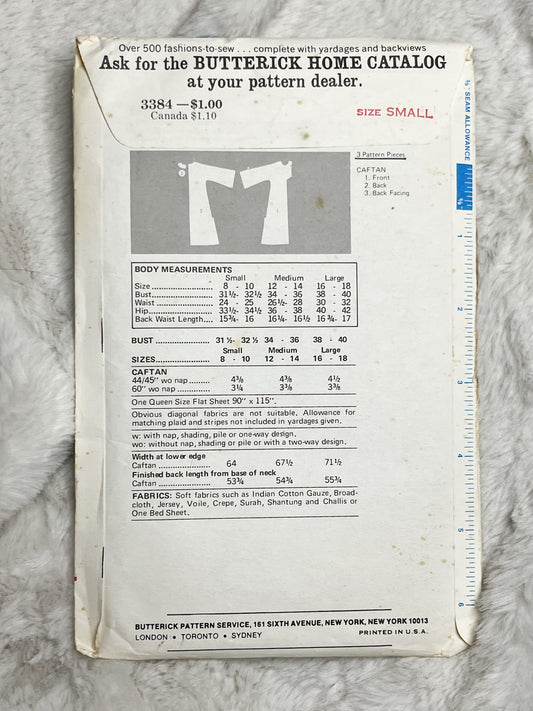 Over 500 fashions-to-sew . . . complete with yardages and backviews
Ask for the BUTTERICK HOME CATALOG
at your pattern dealer.
3384 — $1.00
Canada $1.10
SIZE SMALL
⅝" SEAM ALLOWANCE
⅝"
1
2
3
4
5
6
3 Pattern Pieces
CAFTAN
1. Front
2. Back
3. Back Facing
3
2
1
BODY MEASUREMENTS
Small Medium Large
Size ........................ 8 - 10 12 - 14 16 - 18
Bust........................ 31½- 32½ 34 - 36 38 - 40
Waist ...................... 24 - 25 26½- 28 30 - 32
Hip.......................... 33½- 34½ 36 - 38 40 - 42
Back Waist Length.... 15¾- 16 16¼- 16½ 16¾- 17
BUST ...................... 31 ½- 32 ½ 34 - 36 38 - 40
Small Medium Large
SIZES...................... 8 - 10 12 - 14 16 - 18
CAFTAN
44/45" wo nap .......... 4⅜ 4⅜ 4½
60" wo nap .............. 3¼ 3⅜ 3⅜
One Queen Size Flat Sheet 90" x 115".
Obvious diagonal fabrics are not suitable. Allowance for
matching plaid and stripes not included in yardages given.
w: with nap, shading, pile or one-way design.
wo: without nap, shading or pile or with a two-way design.
Width at lower edge
Caftan ..................... 64 67½ 71½
Finished back length from base of neck
Caftan ..................... 53¾ 54¾ 55¾
FABRICS: Soft fabrics such as Indian Cotton Gauze, Broad-
cloth, Jersey, Voile, Crepe, Surah, Shantung and Challis or
One Bed Sheet.
BUTTERICK PATTERN SERVICE, 161 SIXTH AVENUE, NEW YORK, NEW YORK 10013
LONDON • TORONTO • SYDNEY PRINTED IN U.S.A.